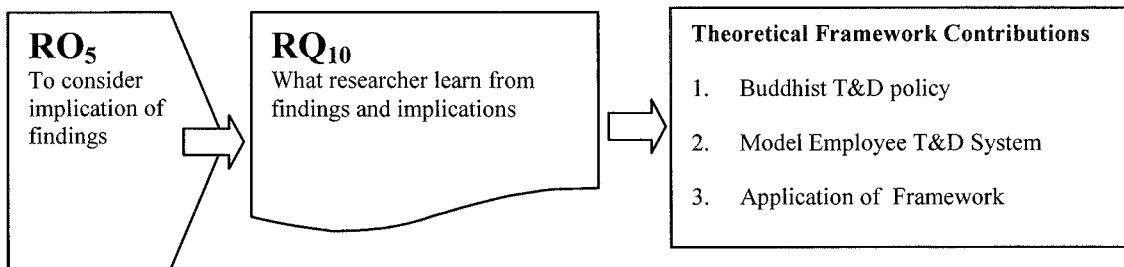 RO5
To consider
implication of
findings
RQ10
What researcher learn from
findings and implications
Theoretical Framework Contributions
1. Buddhist T&D policy
2. Model Employee T&D System
3. Application of Framework